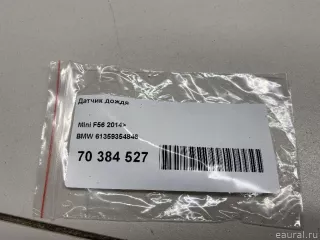 Датчик дождя
Mini F56 2014>
BMW 61359354848
70 384 527
© eaural.ru